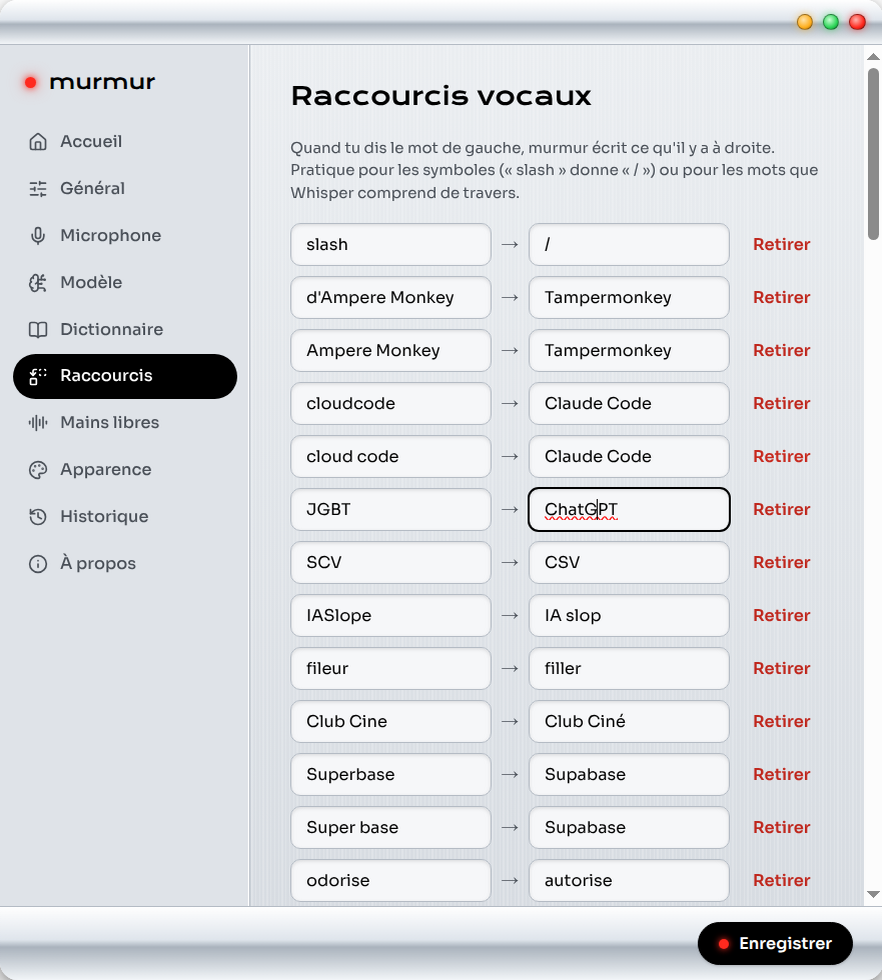 murmur
Accueil
Général
Microphone
Modèle
Dictionnaire
Raccourcis
Mains libres
Apparence
Historique
À propos
Raccourcis vocaux
Quand tu dis le mot de gauche, murmur écrit ce qu'il y a à droite.
Pratique pour les symboles (« slash » donne « / ») ou pour les mots que
Whisper comprend de travers.
slash → / Retirer
d'Ampere Monkey → Tampermonkey Retirer
Ampere Monkey → Tampermonkey Retirer
cloudcode → Claude Code Retirer
cloud code → Claude Code Retirer
JGBT → ChatGPT Retirer
SCV → CSV Retirer
IASlope → IA slop Retirer
fileur → filler Retirer
Club Cine → Club Ciné Retirer
Superbase → Supabase Retirer
Super base → Supabase Retirer
odorise → autorise Retirer
Enregistrer